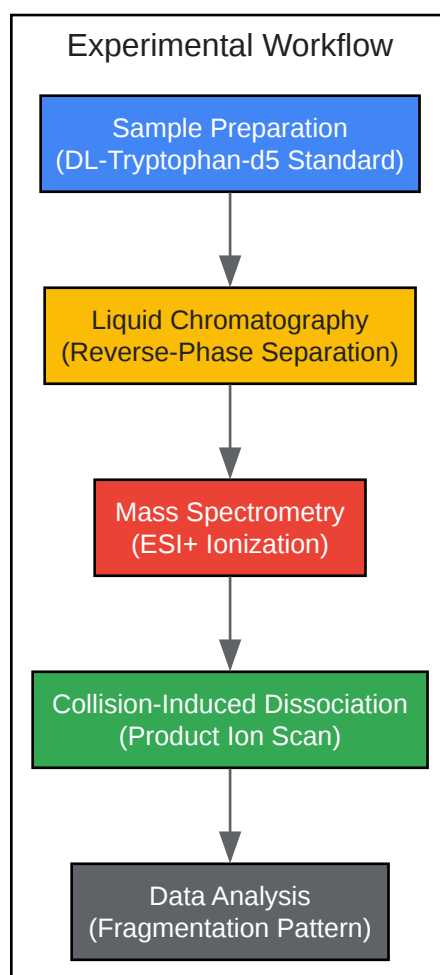 Experimental Workflow
Sample Preparation
(DL-Tryptophan-d5 Standard)
Liquid Chromatography
(Reverse-Phase Separation)
Mass Spectrometry
(ESI+ Ionization)
Collision-Induced Dissociation
(Product Ion Scan)
Data Analysis
(Fragmentation Pattern)